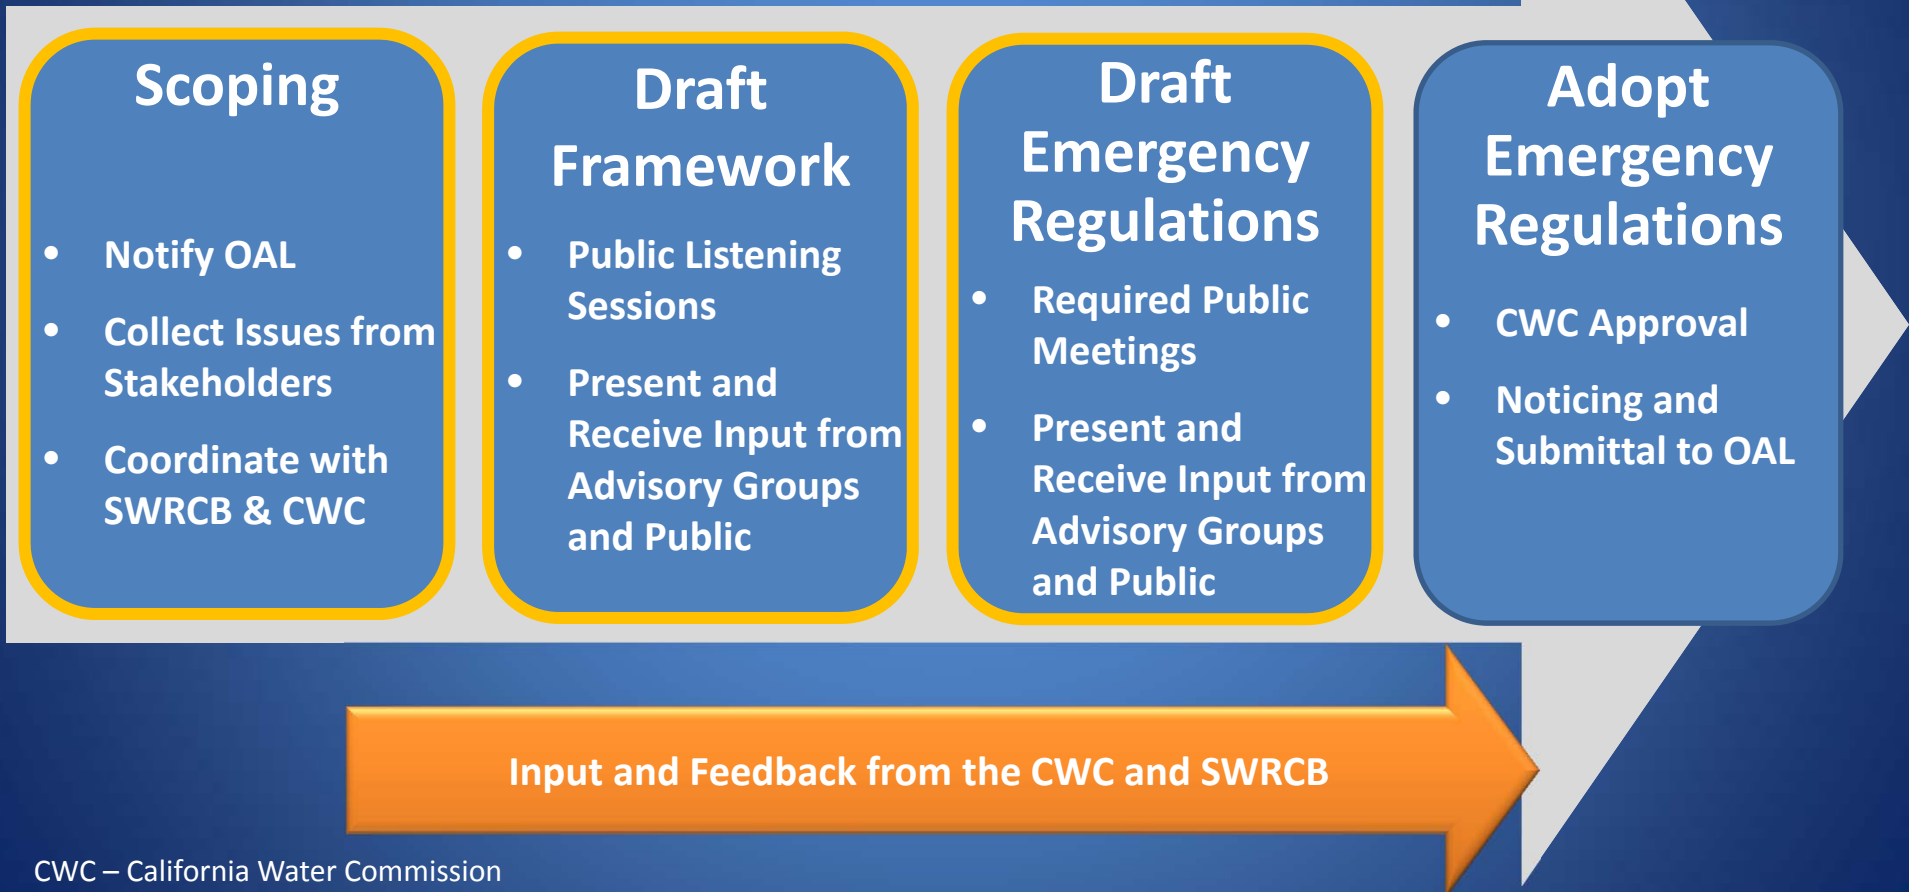 Scoping
• Notify OAL
• Collect Issues from
Stakeholders
• Coordinate with
SWRCB & CWC
Draft
Framework
• Public Listening
Sessions
• Present and
Receive Input from
Advisory Groups
and Public
Draft
Emergency
Regulations
• Required Public
Meetings
• Present and
Receive Input from
Advisory Groups
and Public
Adopt
Emergency
Regulations
• CWC Approval
• Noticing and
Submittal to OAL
Input and Feedback from the CWC and SWRCB
CWC – California Water Commission